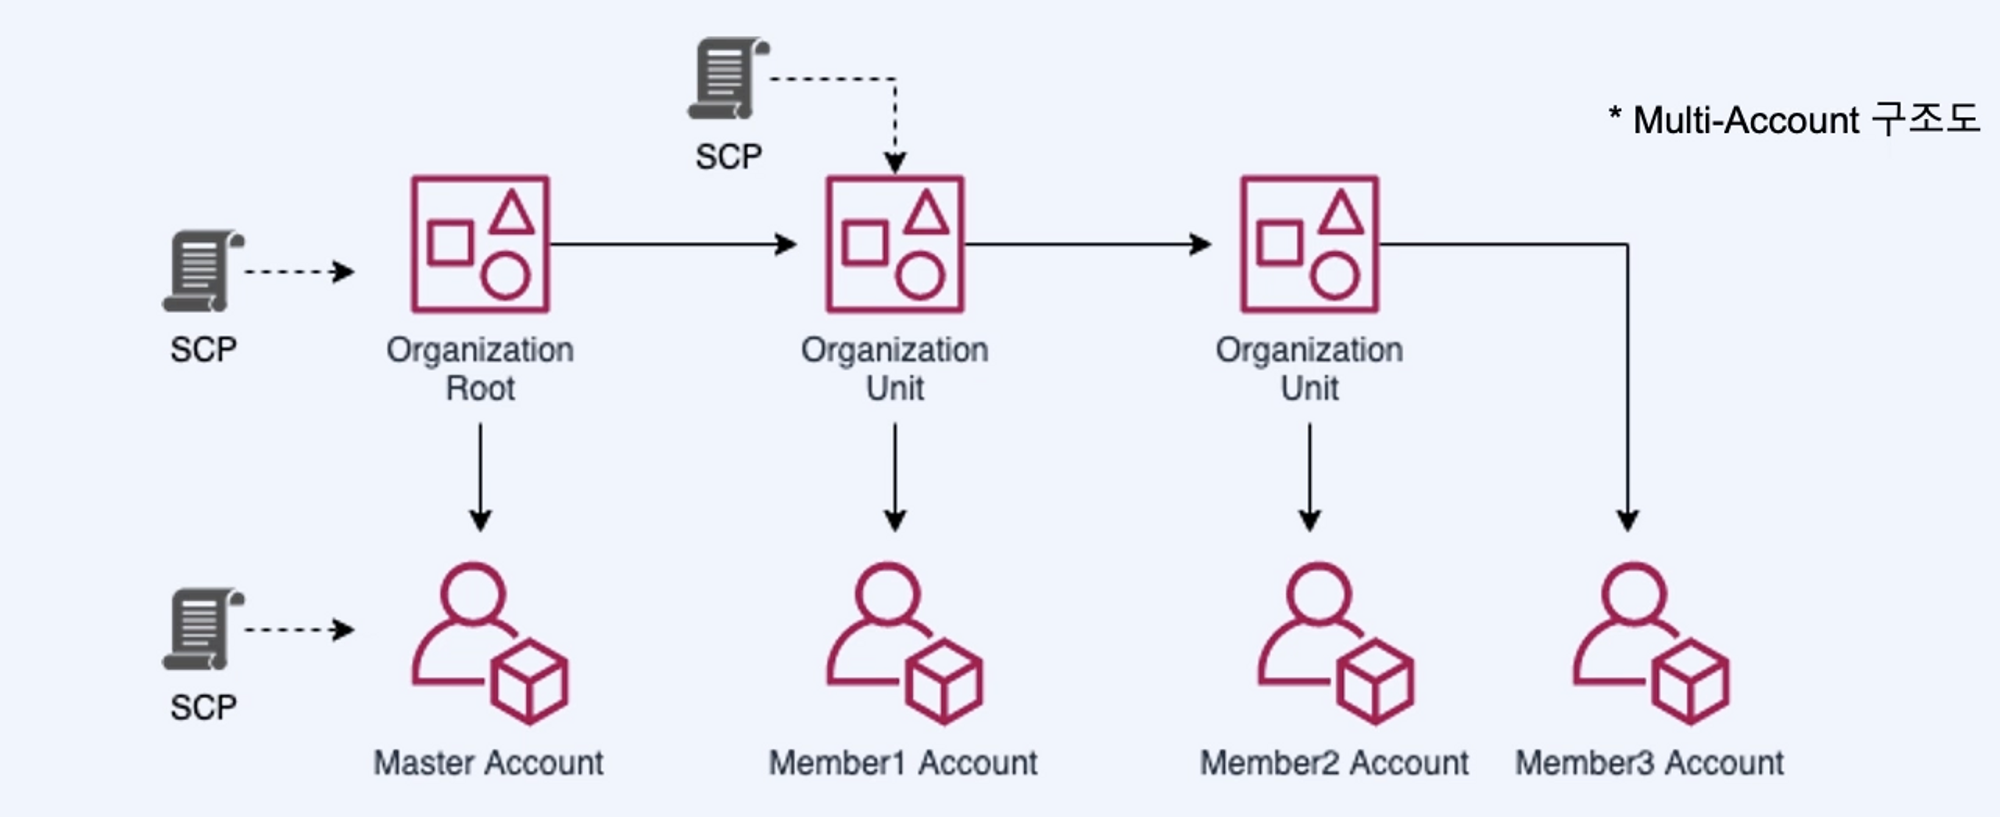 SCP
* Multi-Account 구조도
SCP
Organization
Root
Organization
Unit
Organization
Unit
SCP
Master Account
Member1 Account
Member2 Account
Member3 Account